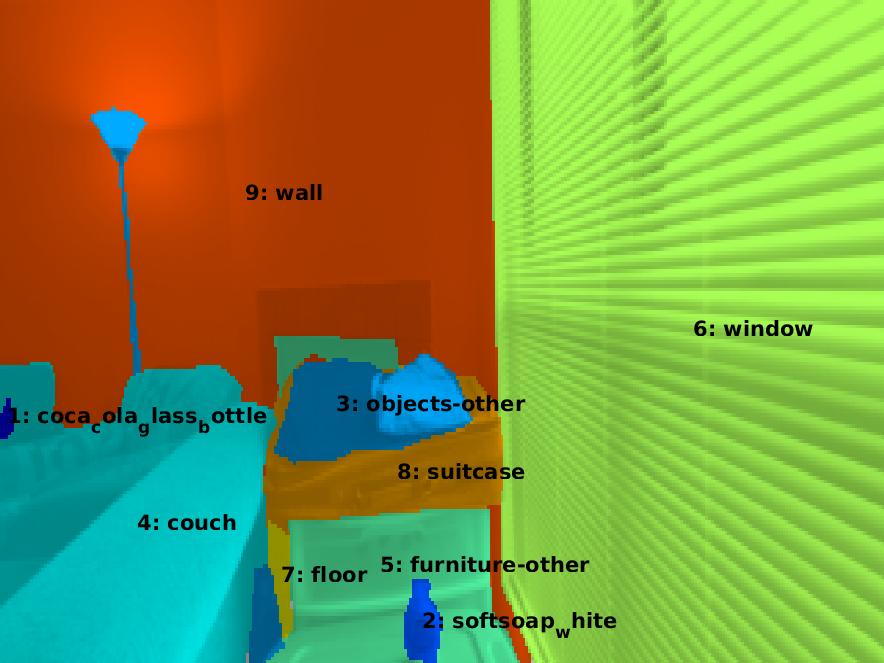 9: wall
6: window
3: objects-other
1: coca_cola_glass_bottle
8: suitcase
4: couch
5: furniture-other
7: floor
2: softsoap_white